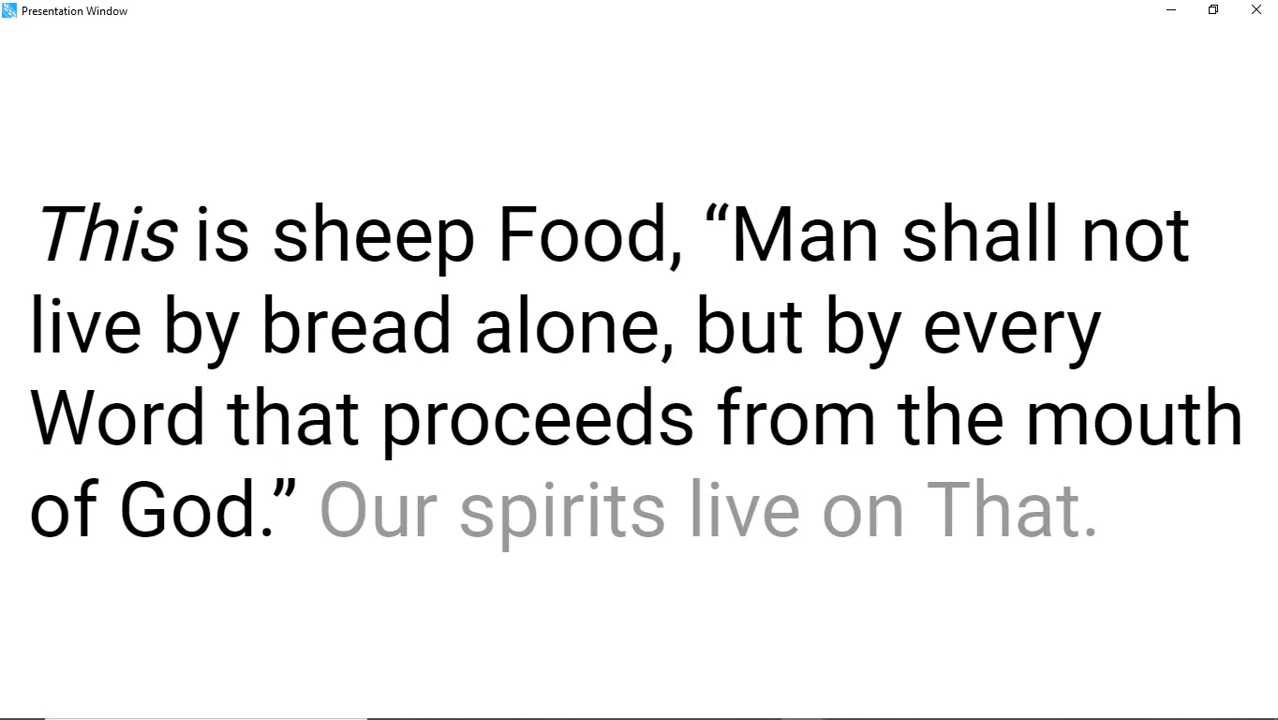 Presentation Window
This is sheep Food, “Man shall not
live by bread alone, but by every
Word that proceeds from the mouth
of God.” Our spirits live on That.